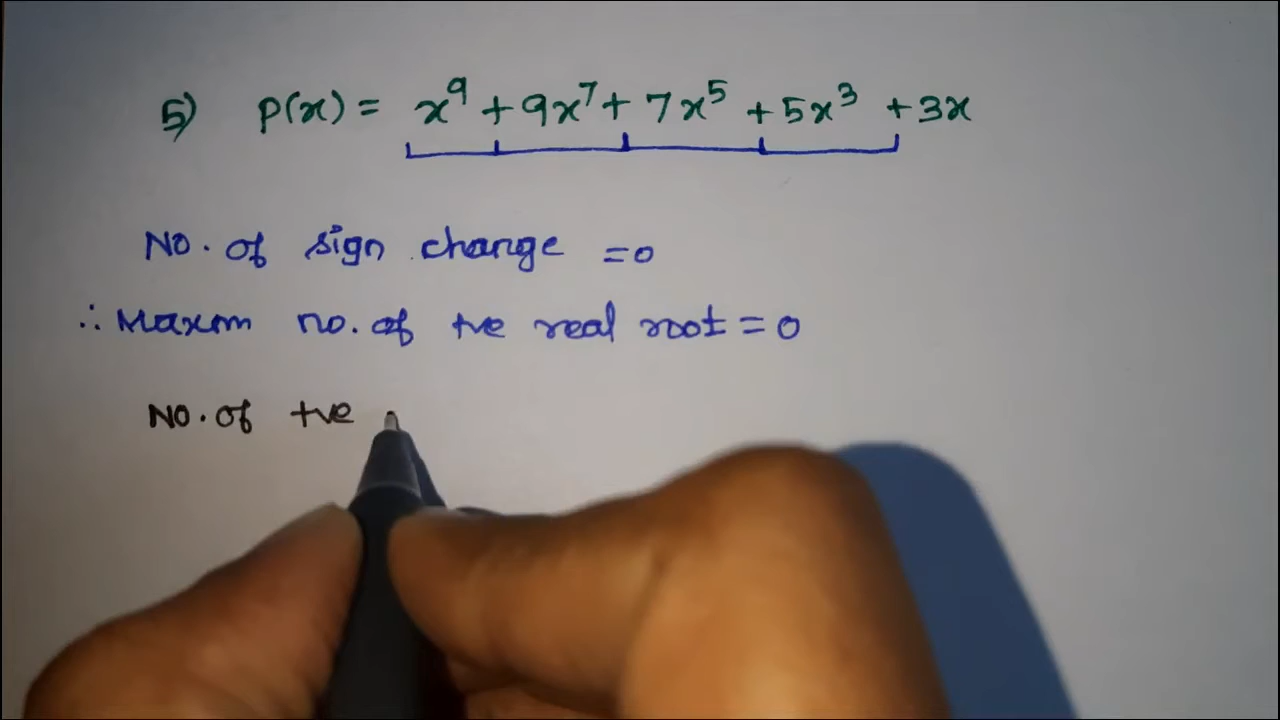 5) P(x) = x⁹ + 9x⁷ + 7x⁵ + 5x³ + 3x
No. of sign change = 0
∴ Maxm no. of +ve real root = 0
No. of +ve